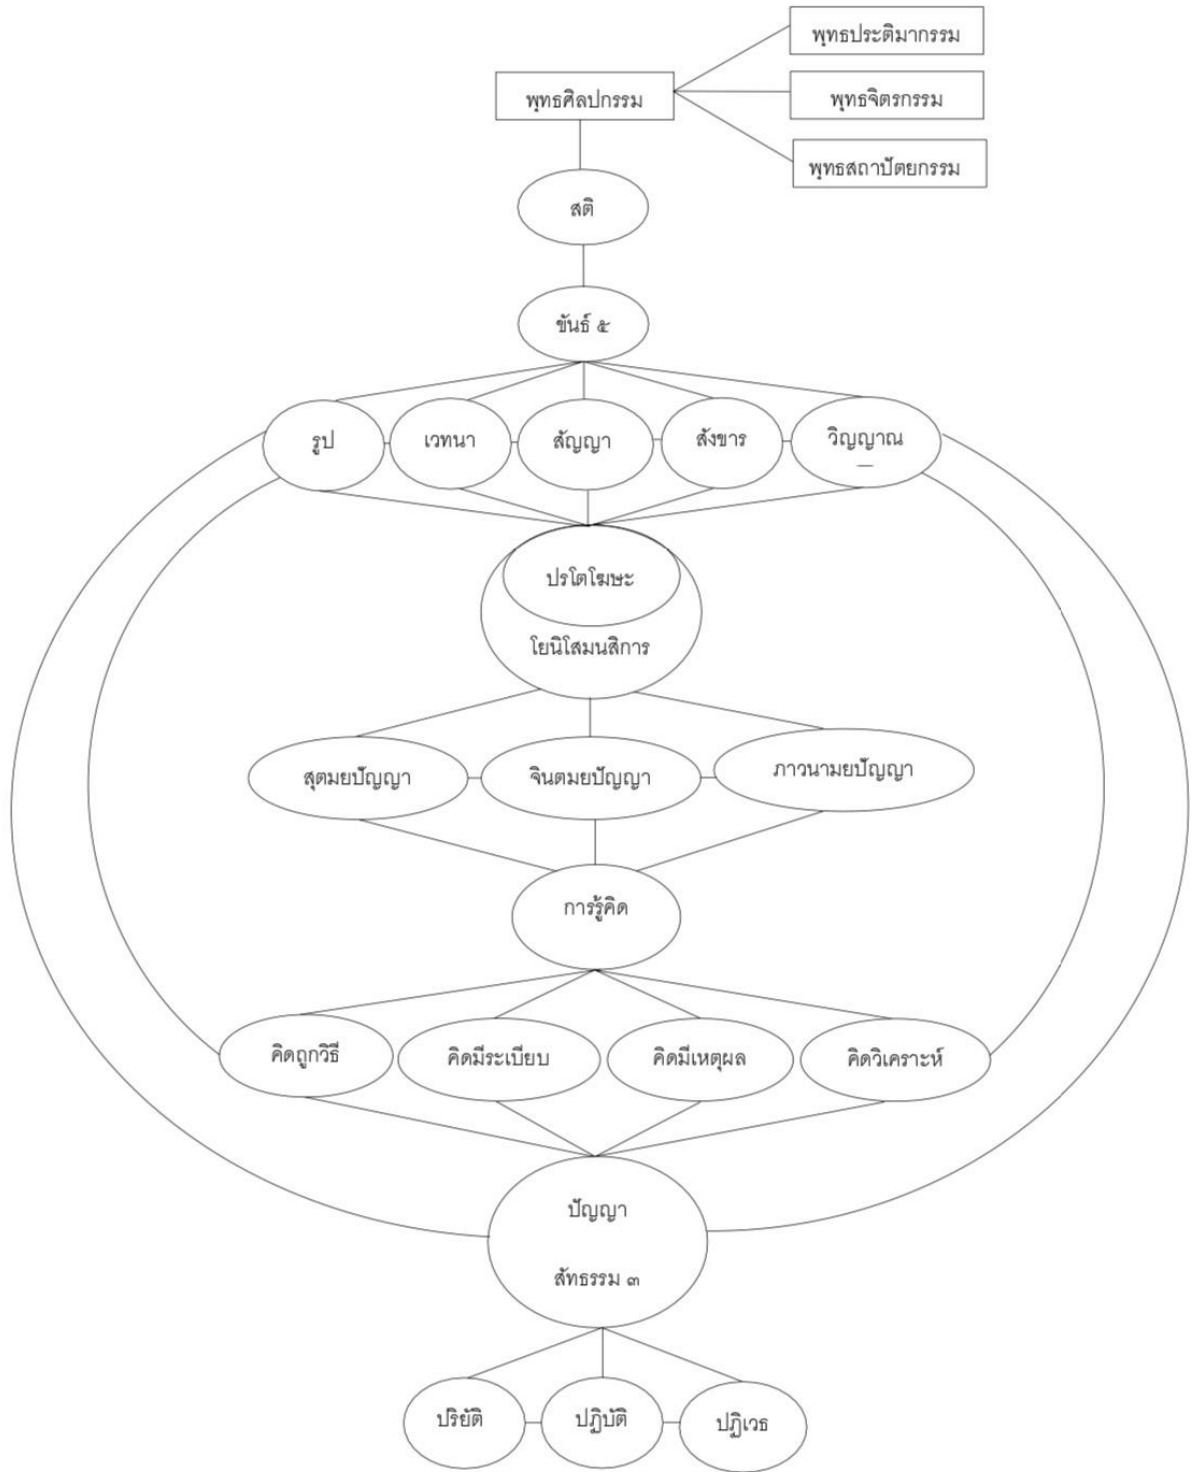 พุทธประติมากรรม
พุทธศิลปกรรม
พุทธจิตรกรรม
พุทธสถาปัตยกรรม
สติ
ขันธ์ ๕
รูป
เวทนา
สัญญา
สังขาร
วิญญาณ
ปรโตโฆษะ
โยนิโสมนสิการ
สุตมยปัญญา
จินตมยปัญญา
ภาวนามยปัญญา
การรู้คิด
คิดถูกวิธี
คิดมีระเบียบ
คิดมีเหตุผล
คิดวิเคราะห์
ปัญญา
สัทธรรม ๓
ปริยัติ
ปฏิบัติ
ปฏิเวธ